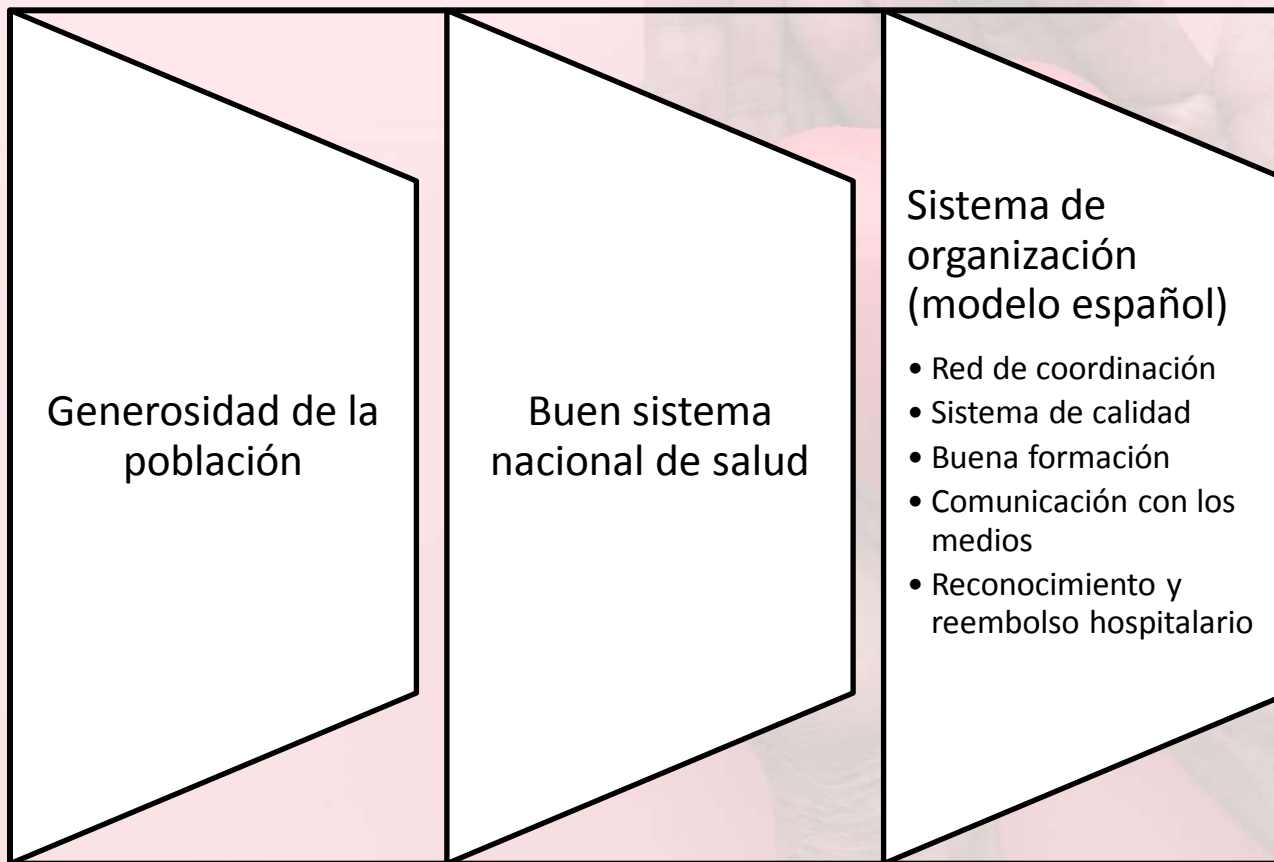 Generosidad de la
población
Buen sistema
nacional de salud
Sistema de
organización
(modelo español)
• Red de coordinación
• Sistema de calidad
• Buena formación
• Comunicación con los
medios
• Reconocimiento y
reembolso hospitalario